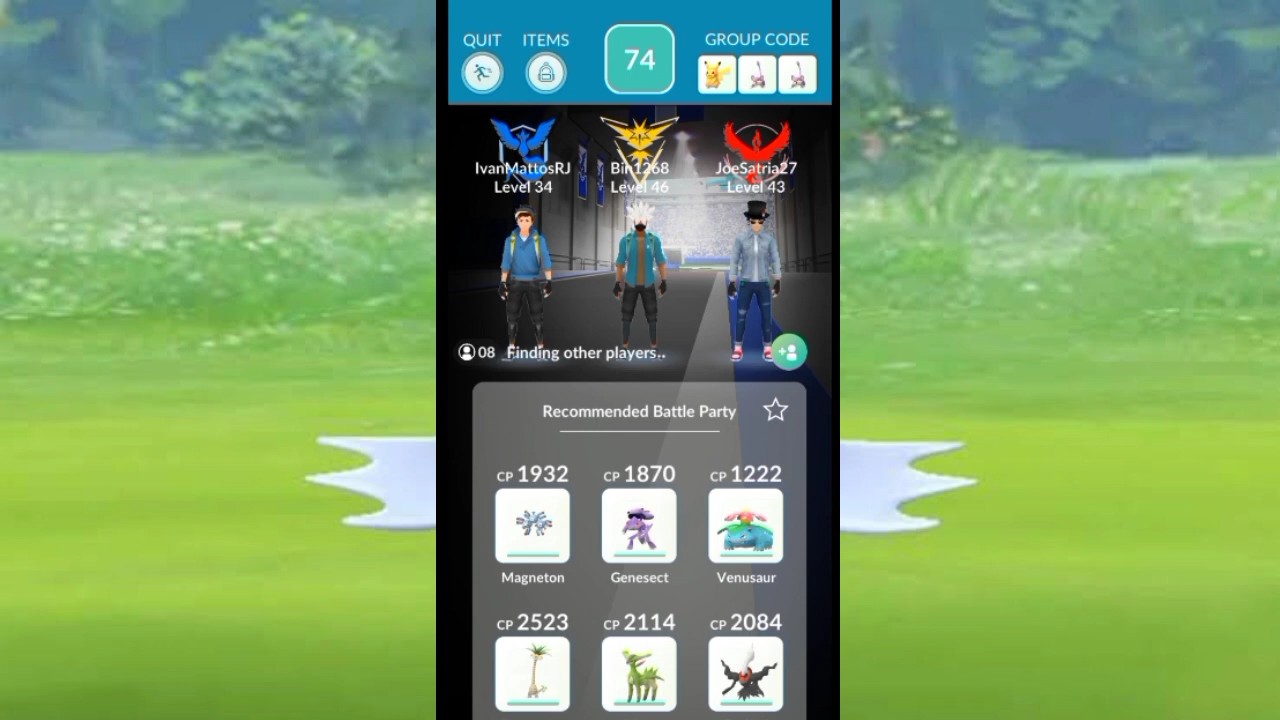 QUIT ITEMS 74 GROUP CODE
IvanMattosRJ Bin1268 JoeSatria27
Level 34 Level 46 Level 43
08 Finding other players..
Recommended Battle Party
CP 1932 CP 1870 CP 1222
Magneton Genesect Venusaur
CP 2523 CP 2114 CP 2084